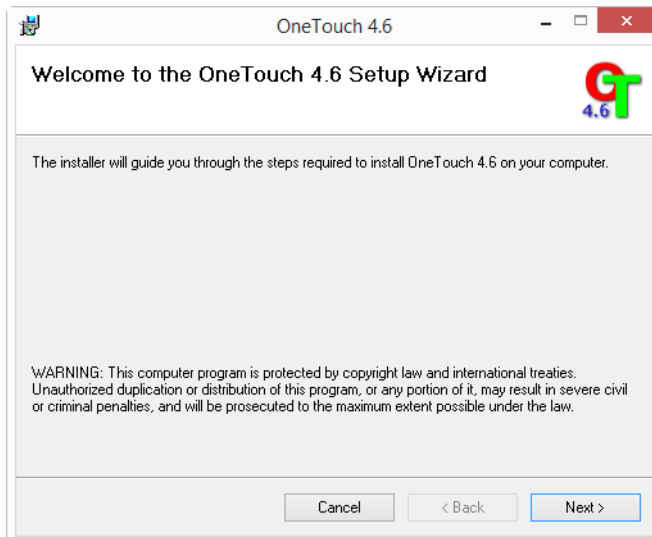 OneTouch 4.6
Welcome to the OneTouch 4.6 Setup Wizard
OT
4.6
The installer will guide you through the steps required to install OneTouch 4.6 on your computer.
WARNING: This computer program is protected by copyright law and international treaties.
Unauthorized duplication or distribution of this program, or any portion of it, may result in severe civil
or criminal penalties, and will be prosecuted to the maximum extent possible under the law.
Cancel
< Back
Next >